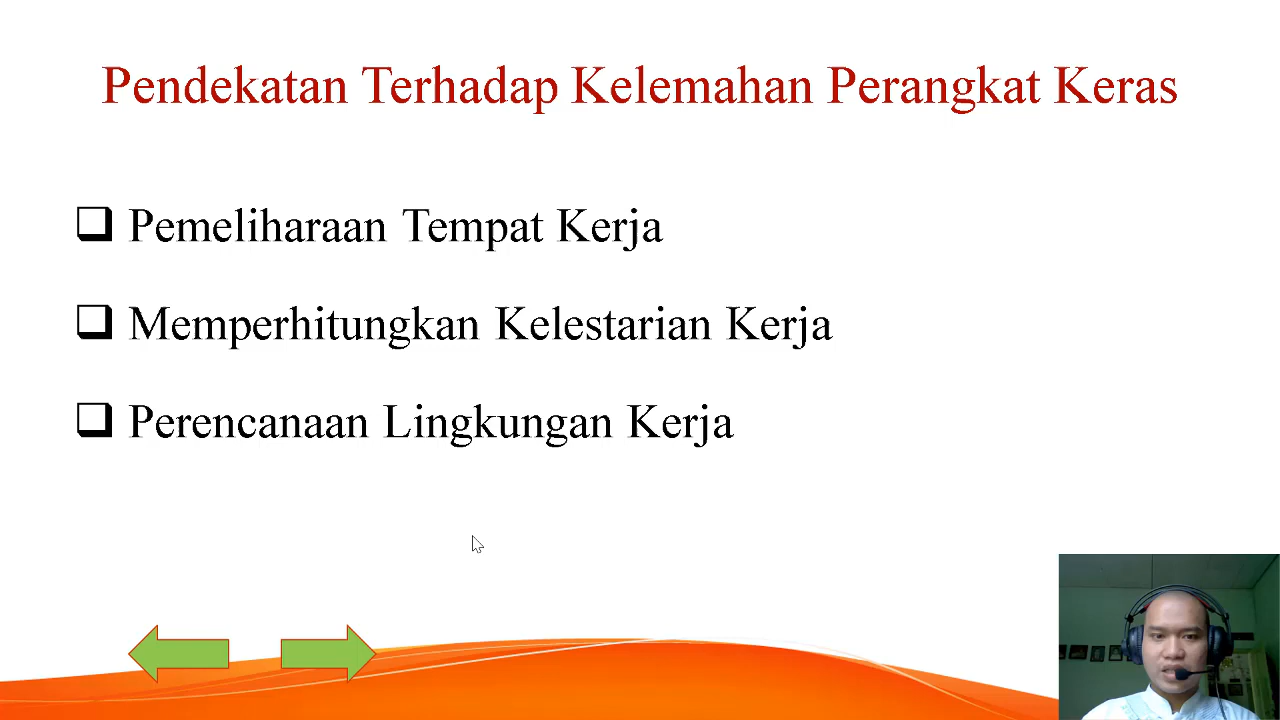 Pendekatan Terhadap Kelemahan Perangkat Keras
Pemeliharaan Tempat Kerja
Memperhitungkan Kelestarian Kerja
Perencanaan Lingkungan Kerja